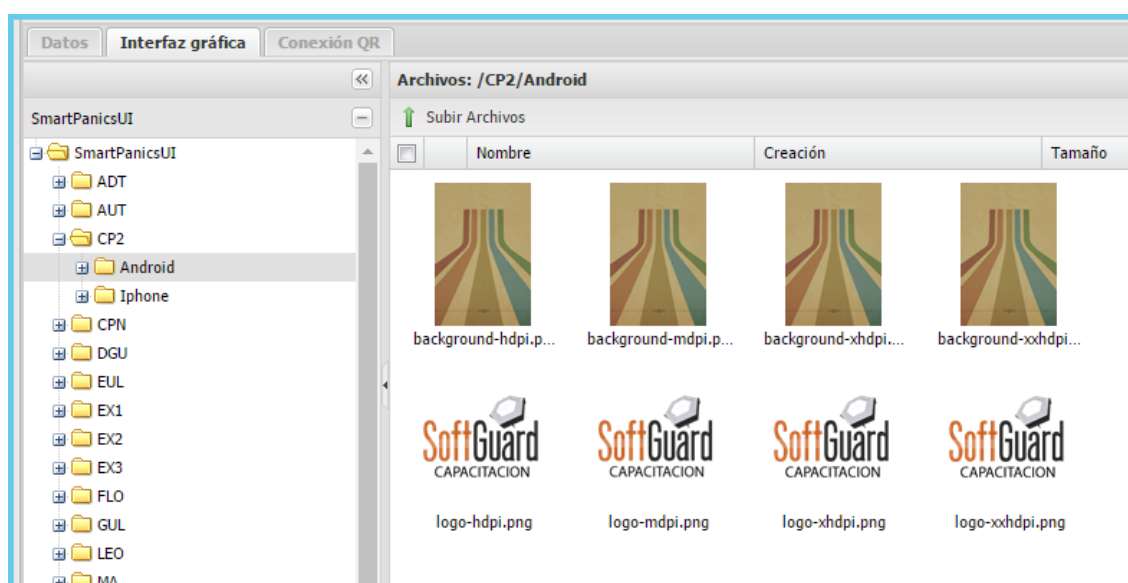 Datos Interfaz gráfica Conexión QR
Archivos: /CP2/Android
SmartPanicsUI
Subir Archivos
Nombre Creación Tamaño
SmartPanicsUI
ADT
AUT
CP2
Android
Iphone
CPN
DGU
EUL
EX1
EX2
EX3
FLO
GUL
LEO
MA
background-hdpi.p... background-mdpi.p... background-xhdpi.... background-xxhdpi...
SoftGuard SoftGuard SoftGuard SoftGuard
CAPACITACION CAPACITACION CAPACITACION CAPACITACION
logo-hdpi.png logo-mdpi.png logo-xhdpi.png logo-xxhdpi.png